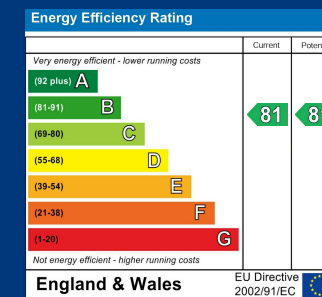 Energy Efficiency Rating
Current
Very energy efficient - lower running costs
(92 plus) A
(81-91) B
81
(69-80) C
(55-68) D
(39-54) E
(21-38) F
(1-20) G
Not energy efficient - higher running costs
England & Wales
EU Directive
2002/91/EC